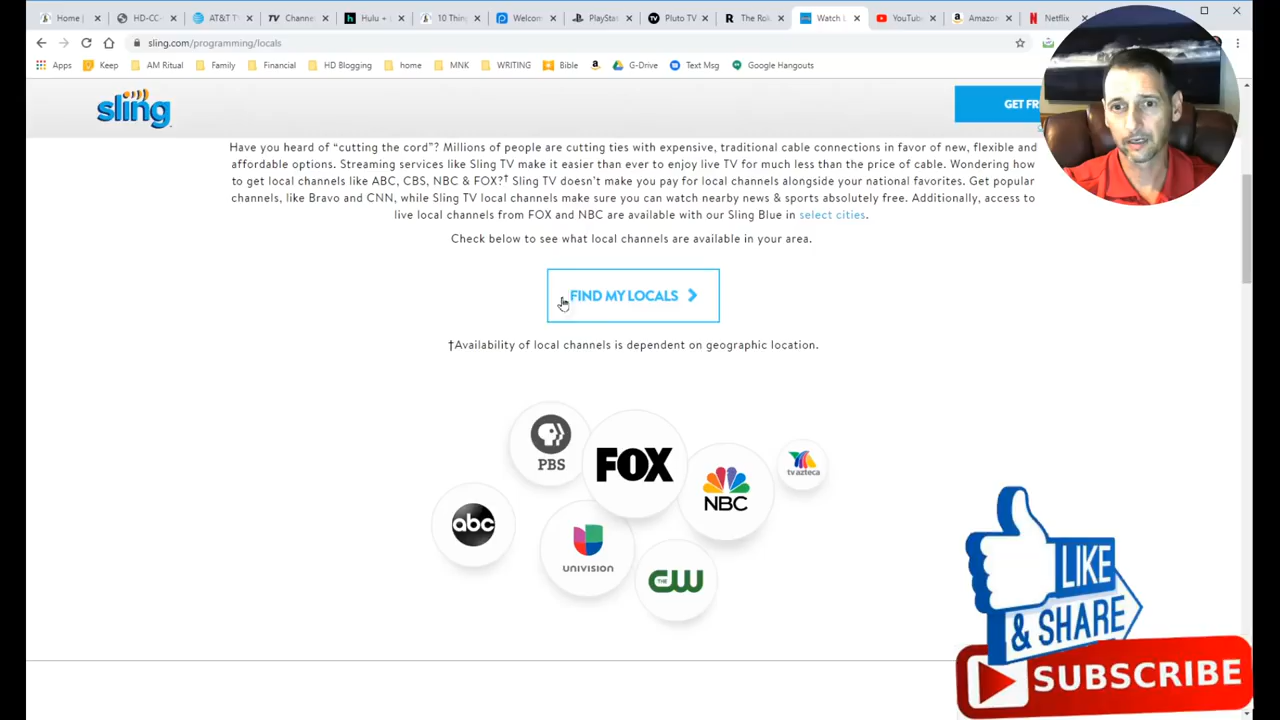 Home
HD-CC-
AT&T T
Channe
Hulu +
10 Thin
Welcom
PlaySta
Pluto TV
The Ro
Watch L
YouTub
Amazo
Netflix
sling.com/programming/locals
Apps
Keep
AM Ritual
Family
Financial
HD Blogging
WRITING
Bible
G-Drive
Text Msg
Google Hangouts
sling
GET FR
Have you heard of “cutting the cord”? Millions of people are cutting ties with expensive, traditional cable connections in favor of new, flexible and
affordable options. Streaming services like Sling TV make it easier than ever to enjoy live TV for much less than the price of cable. Wondering how
to get local channels like ABC, CBS, NBC & FOX?† Sling TV doesn’t make you pay for local channels alongside your national favorites. Get popular
channels, like Bravo and CNN, while Sling TV local channels make sure you can watch nearby news & sports absolutely free. Additionally, access to
live local channels from FOX and NBC are available with our Sling Blue in select cities.
Check below to see what local channels are available in your area.
FIND MY LOCALS
†Availability of local channels is dependent on geographic location.
PBS
FOX
NBC
tv azteca
abc
UNIVISION
THE CW
LIKE
& SHARE
SUBSCRIBE